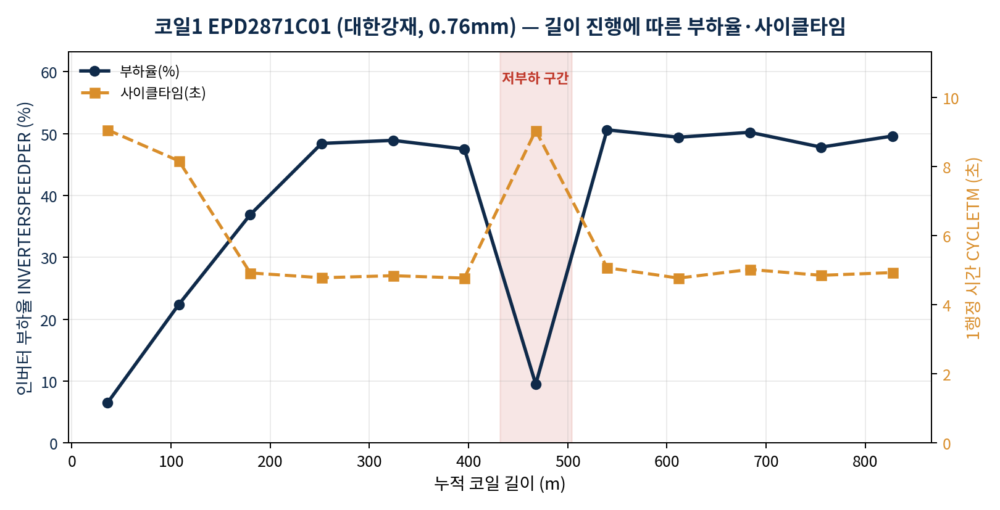 코일1 EPD2871C01 (대한강재, 0.76mm) — 길이 진행에 따른 부하율·사이클타임
부하율(%)
사이클타임(초)
저부하 구간
인버터 부하율 INVERTERSPEEDPER (%)
60
50
40
30
20
10
0
10
8
6
4
2
0
1행정 시간 CYCLETM (초)
0 100 200 300 400 500 600 700 800
누적 코일 길이 (m)